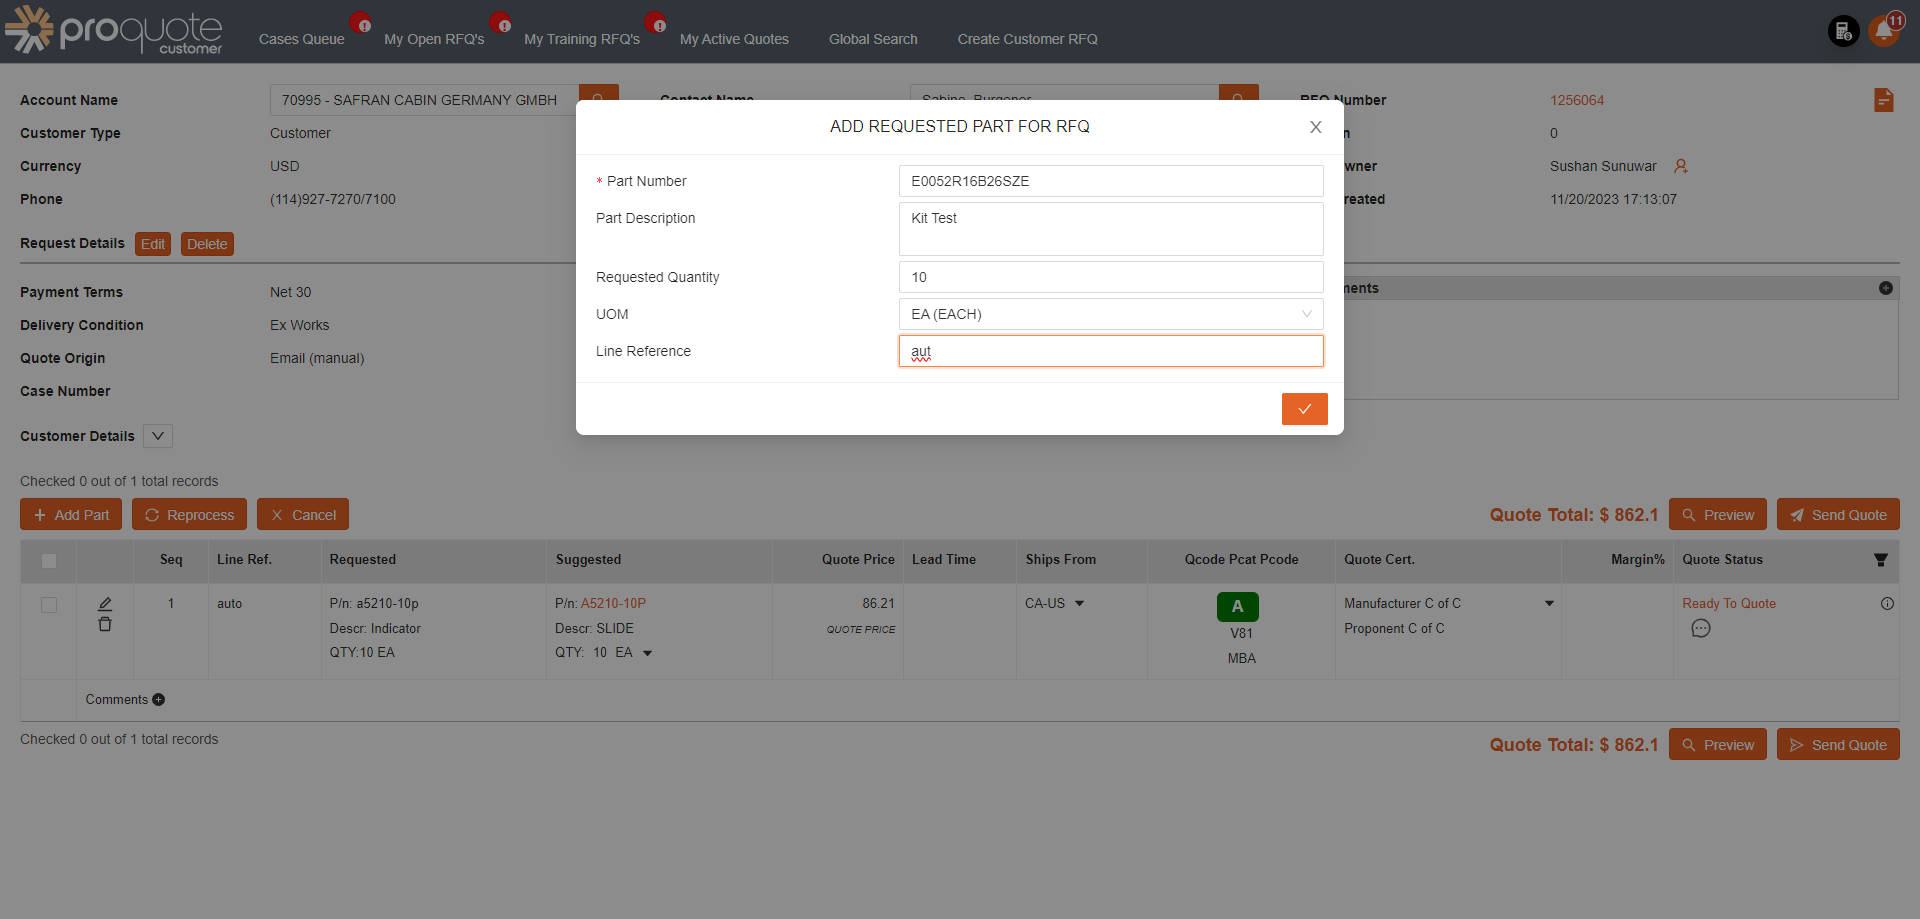 proquote
customer
Cases Queue
My Open RFQ's
My Training RFQ's
My Active Quotes
Global Search
Create Customer RFQ
11
Account Name
70995 - SAFRAN CABIN GERMANY GMBH
Contact Name
Sabine Burgener
RFQ Number
1256064
Customer Type
Customer
n
0
Currency
USD
wner
Sushan Sunuwar
Phone
(114)927-7270/7100
reated
11/20/2023 17:13:07
Request Details
Edit
Delete
Payment Terms
Net 30
ments
Delivery Condition
Ex Works
Quote Origin
Email (manual)
Case Number
Customer Details
ADD REQUESTED PART FOR RFQ
* Part Number
E0052R16B26SZE
Part Description
Kit Test
Requested Quantity
10
UOM
EA (EACH)
Line Reference
aut
Checked 0 out of 1 total records
Add Part
Reprocess
Cancel
Quote Total: $ 862.1
Preview
Send Quote
Seq
Line Ref.
Requested
Suggested
Quote Price
Lead Time
Ships From
Qcode Pcat Pcode
Quote Cert.
Margin%
Quote Status
1
auto
P/n: a5210-10p
Descr: Indicator
QTY:10 EA
P/n: A5210-10P
Descr: SLIDE
QTY: 10 EA
86.21
QUOTE PRICE
CA-US
A
V81
MBA
Manufacturer C of C
Proponent C of C
Ready To Quote
Comments
Checked 0 out of 1 total records
Quote Total: $ 862.1
Preview
Send Quote